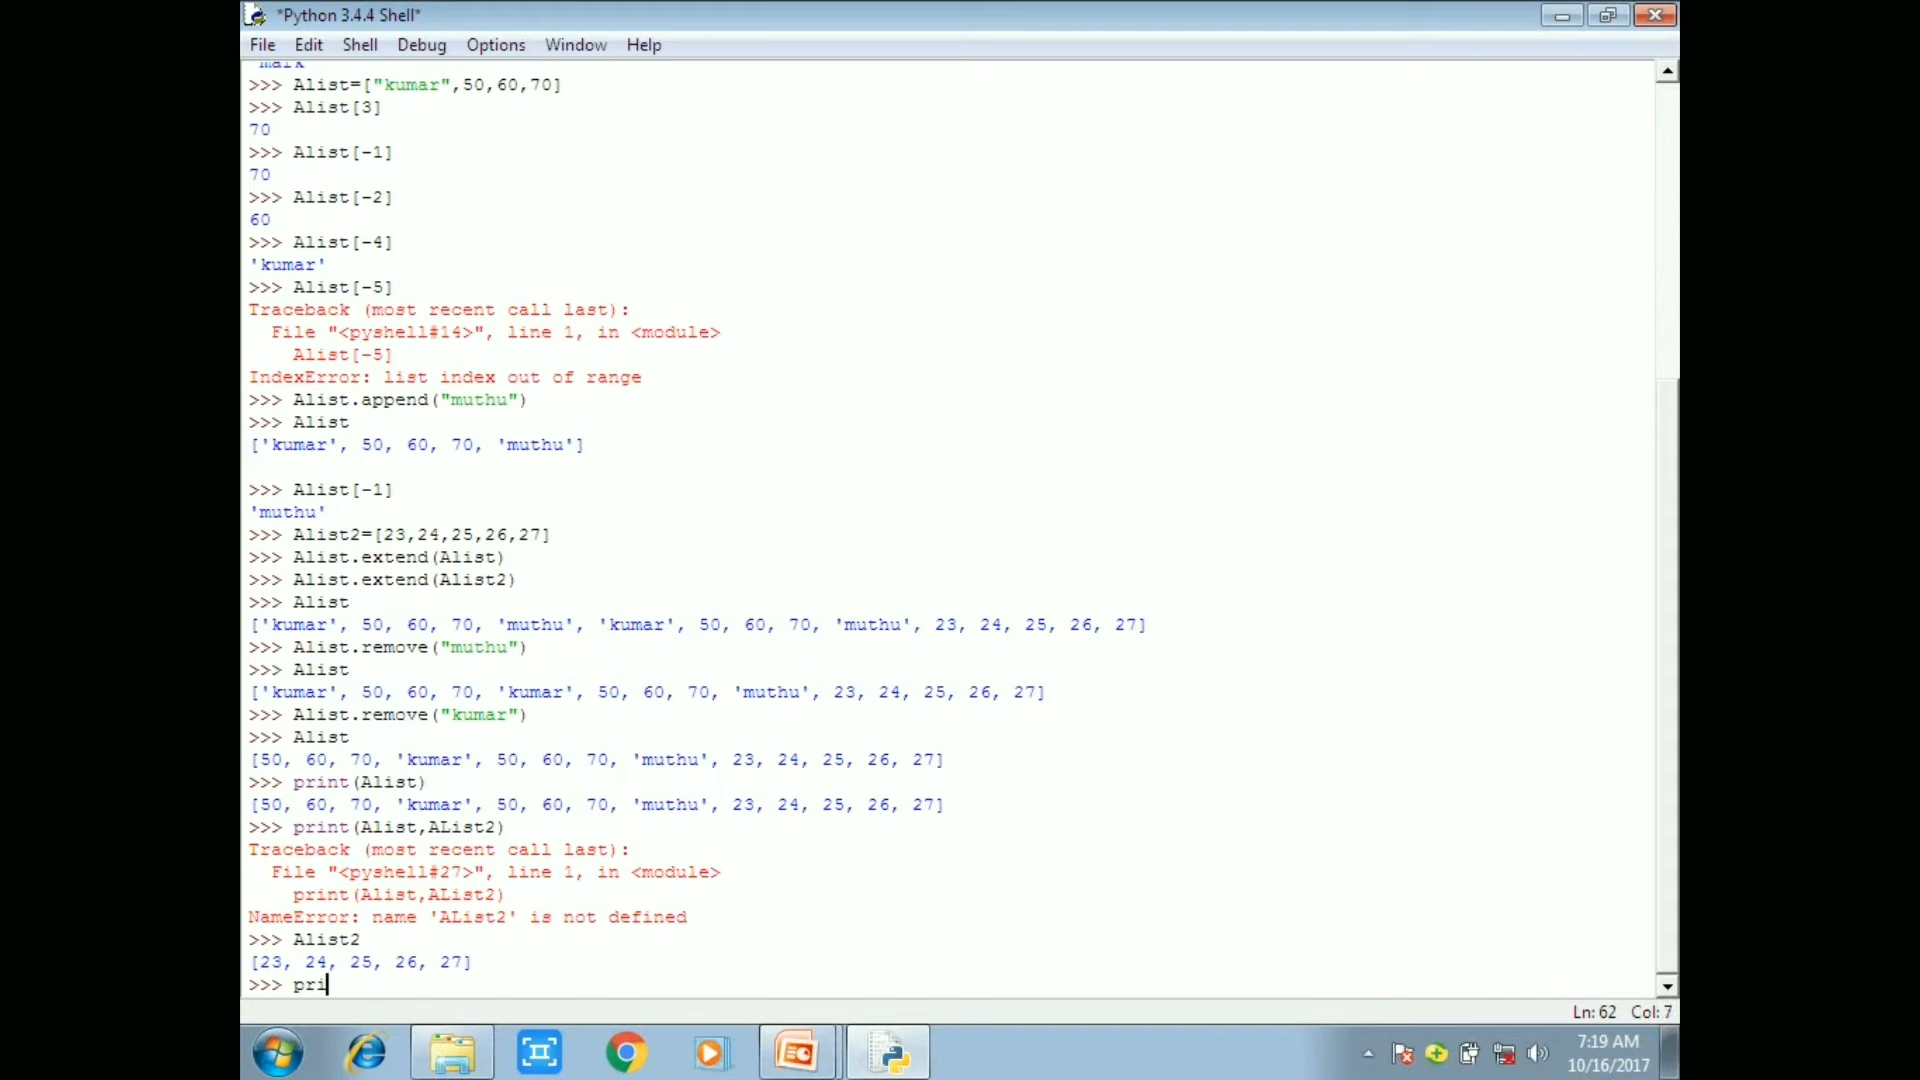 *Python 3.4.4 Shell*
File Edit Shell Debug Options Window Help
'mark'
>>> Alist=["kumar",50,60,70]
>>> Alist[3]
70
>>> Alist[-1]
70
>>> Alist[-2]
60
>>> Alist[-4]
'kumar'
>>> Alist[-5]
Traceback (most recent call last):
  File "<pyshell#14>", line 1, in <module>
    Alist[-5]
IndexError: list index out of range
>>> Alist.append("muthu")
>>> Alist
['kumar', 50, 60, 70, 'muthu']
>>> Alist[-1]
'muthu'
>>> Alist2=[23,24,25,26,27]
>>> Alist.extend(Alist)
>>> Alist.extend(Alist2)
>>> Alist
['kumar', 50, 60, 70, 'muthu', 'kumar', 50, 60, 70, 'muthu', 23, 24, 25, 26, 27]
>>> Alist.remove("muthu")
>>> Alist
['kumar', 50, 60, 70, 'kumar', 50, 60, 70, 'muthu', 23, 24, 25, 26, 27]
>>> Alist.remove("kumar")
>>> Alist
[50, 60, 70, 'kumar', 50, 60, 70, 'muthu', 23, 24, 25, 26, 27]
>>> print(Alist)
[50, 60, 70, 'kumar', 50, 60, 70, 'muthu', 23, 24, 25, 26, 27]
>>> print(Alist,AList2)
Traceback (most recent call last):
  File "<pyshell#27>", line 1, in <module>
    print(Alist,AList2)
NameError: name 'AList2' is not defined
>>> Alist2
[23, 24, 25, 26, 27]
>>> pri
Ln: 62 Col: 7
7:19 AM
10/16/2017